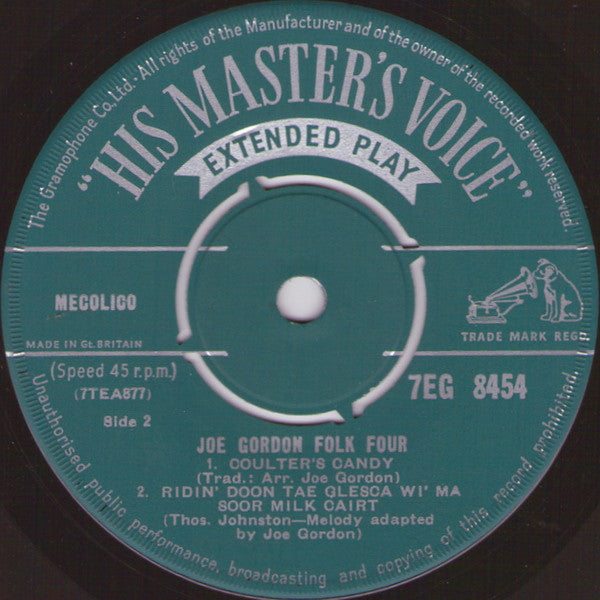 The Gramophone Co. Ltd. · All rights of the Manufacturer and of the owner of the recorded work reserved.
"HIS MASTER'S VOICE"
EXTENDED PLAY
MECOLICO
TRADE MARK REGD
MADE IN Gt. BRITAIN
(Speed 45 r.p.m.)
(7TEA877)
7EG 8454
Side 2
JOE GORDON FOLK FOUR
1. COULTER'S CANDY
(Trad.: Arr. Joe Gordon)
2. RIDIN' DOON TAE GLESCA WI' MA
SOOR MILK CAIRT
(Thos. Johnston—Melody adapted
by Joe Gordon)
Unauthorised public performance, broadcasting and copying of this record prohibited.